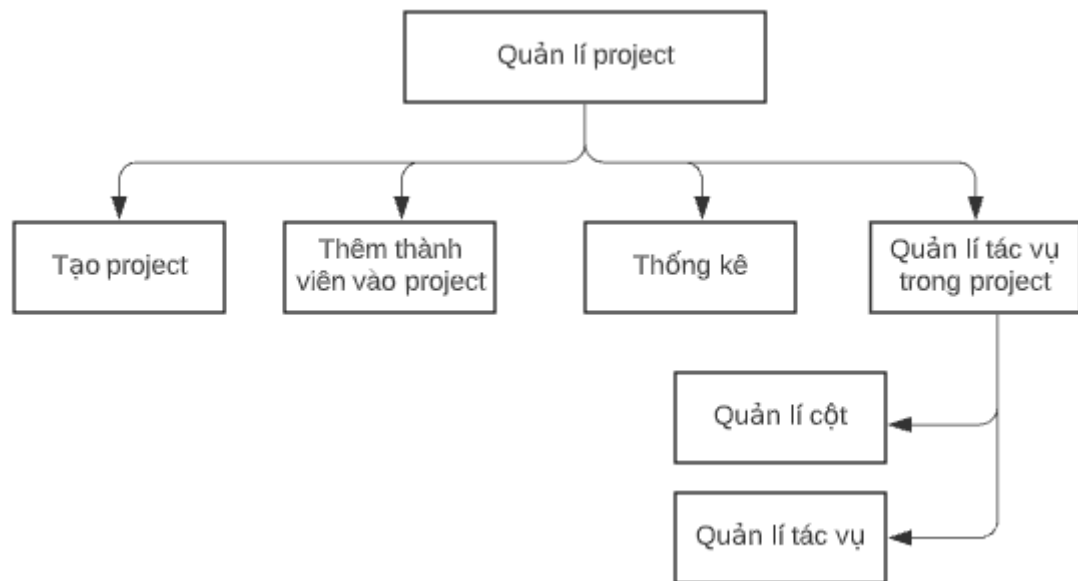 Quản lí project
Tạo project
Thêm thành
viên vào project
Thống kê
Quản lí tác vụ
trong project
Quản lí cột
Quản lí tác vụ